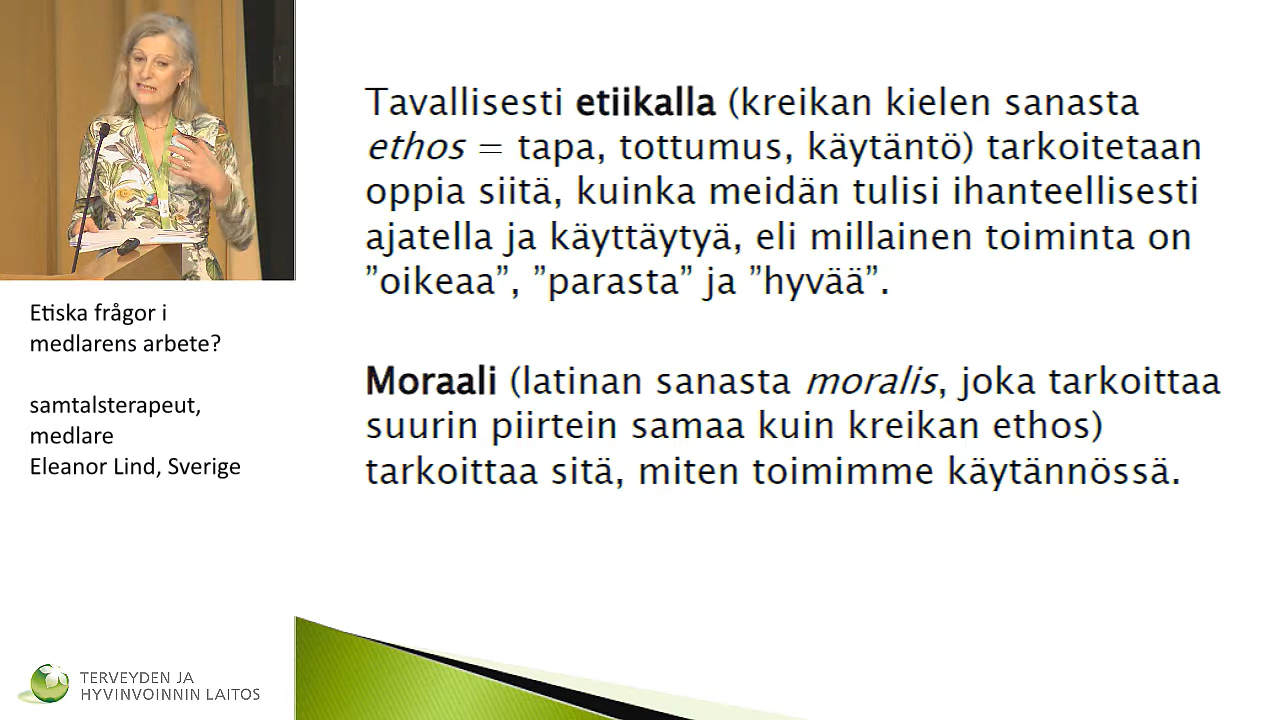 Tavallisesti etiikalla (kreikan kielen sanasta
ethos = tapa, tottumus, käytäntö) tarkoitetaan
oppia siitä, kuinka meidän tulisi ihanteellisesti
ajatella ja käyttäytyä, eli millainen toiminta on
”oikeaa”, ”parasta” ja ”hyvää”.
Moraali (latinan sanasta moralis, joka tarkoittaa
suurin piirtein samaa kuin kreikan ethos)
tarkoittaa sitä, miten toimimme käytännössä.
Etiska frågor i
medlarens arbete?
samtalsterapeut,
medlare
Eleanor Lind, Sverige
TERVEYDEN JA
HYVINVOINNIN LAITOS